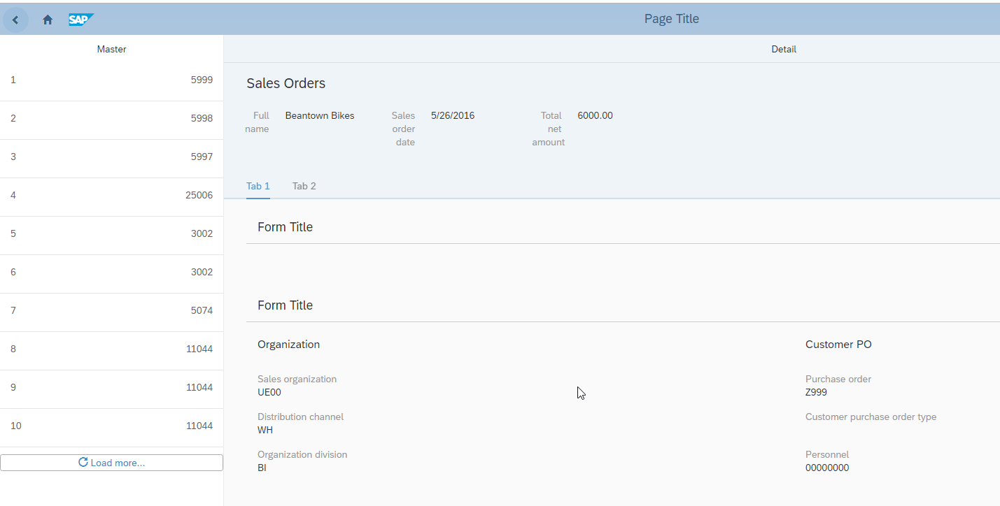 SAP Page Title
Master
1 5999
2 5998
3 5997
4 25006
5 3002
6 3002
7 5074
8 11044
9 11044
10 11044
Load more...
Detail
Sales Orders
Full name Beantown Bikes
Sales order date 5/26/2016
Total net amount 6000.00
Tab 1 Tab 2
Form Title
Form Title
Organization
Sales organization
UE00
Distribution channel
WH
Organization division
BI
Customer PO
Purchase order
Z999
Customer purchase order type
Personnel
00000000